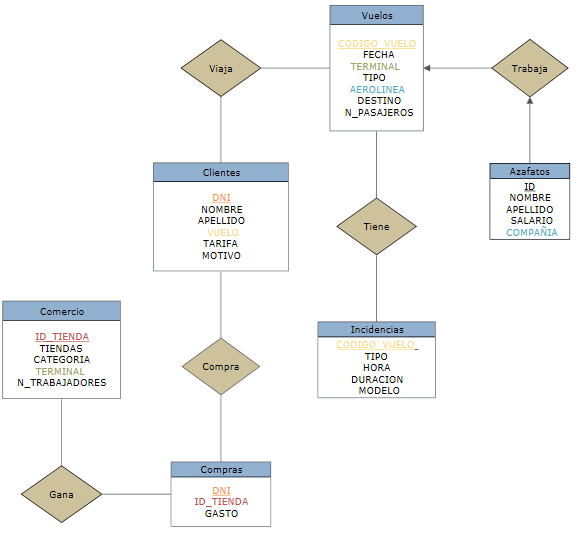 Vuelos
CODIGO_VUELO
FECHA
TERMINAL
TIPO
AEROLINEA
DESTINO
N_PASAJEROS
Viaja
Trabaja
Clientes
DNI
NOMBRE
APELLIDO
VUELO
TARIFA
MOTIVO
Azafatos
ID
NOMBRE
APELLIDO
SALARIO
COMPAÑIA
Tiene
Comercio
ID_TIENDA
TIENDAS
CATEGORIA
TERMINAL
N_TRABAJADORES
Incidencias
CODIGO_VUELO
TIPO
HORA
DURACION
MODELO
Compra
Compras
DNI
ID_TIENDA
GASTO
Gana